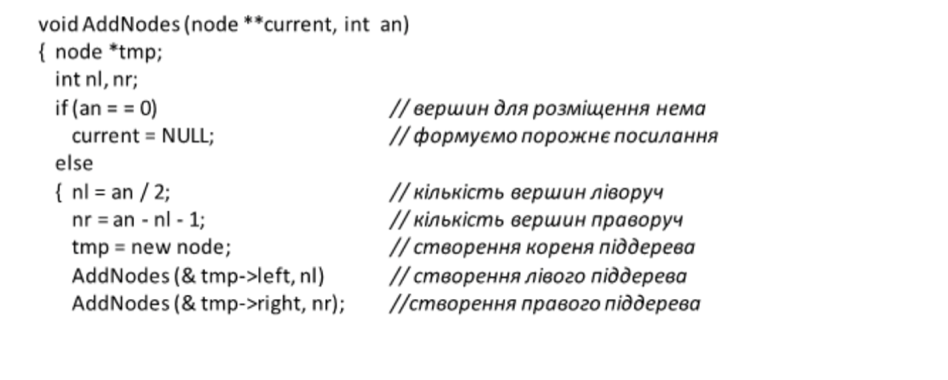 void AddNodes (node **current, int an)
{ node *tmp;
int nl, nr;
if (an = = 0) // вершин для розміщення нема
current = NULL; // формуємо порожнє посилання
else
{ nl = an / 2; // кількість вершин ліворуч
nr = an - nl - 1; // кількість вершин праворуч
tmp = new node; // створення кореня піддерева
AddNodes (& tmp->left, nl) // створення лівого піддерева
AddNodes (& tmp->right, nr); //створення правого піддерева